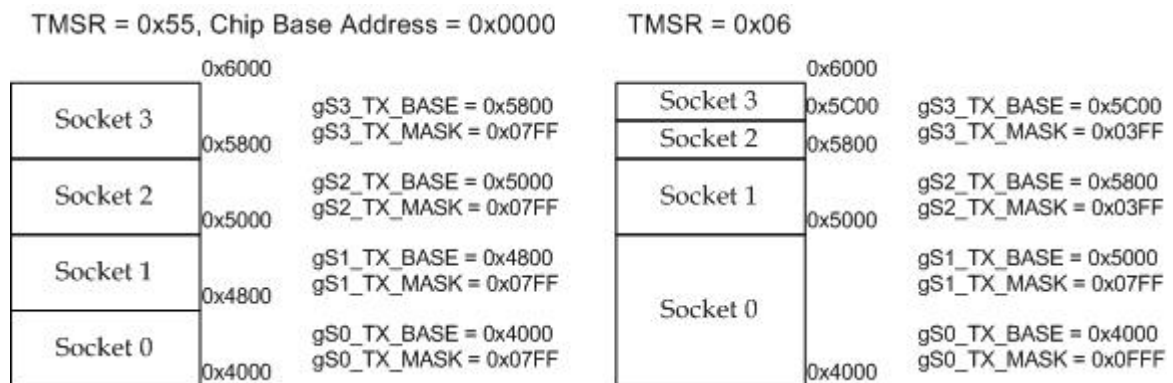 TMSR = 0x55, Chip Base Address = 0x0000
0x6000
Socket 3
gS3_TX_BASE = 0x5800
gS3_TX_MASK = 0x07FF
0x5800
Socket 2
gS2_TX_BASE = 0x5000
gS2_TX_MASK = 0x07FF
0x5000
Socket 1
gS1_TX_BASE = 0x4800
gS1_TX_MASK = 0x07FF
0x4800
Socket 0
gS0_TX_BASE = 0x4000
gS0_TX_MASK = 0x07FF
0x4000
TMSR = 0x06
0x6000
Socket 3
0x5C00
gS3_TX_BASE = 0x5C00
gS3_TX_MASK = 0x03FF
Socket 2
0x5800
gS2_TX_BASE = 0x5800
gS2_TX_MASK = 0x03FF
Socket 1
0x5000
gS1_TX_BASE = 0x5000
gS1_TX_MASK = 0x07FF
Socket 0
gS0_TX_BASE = 0x4000
gS0_TX_MASK = 0x0FFF
0x4000